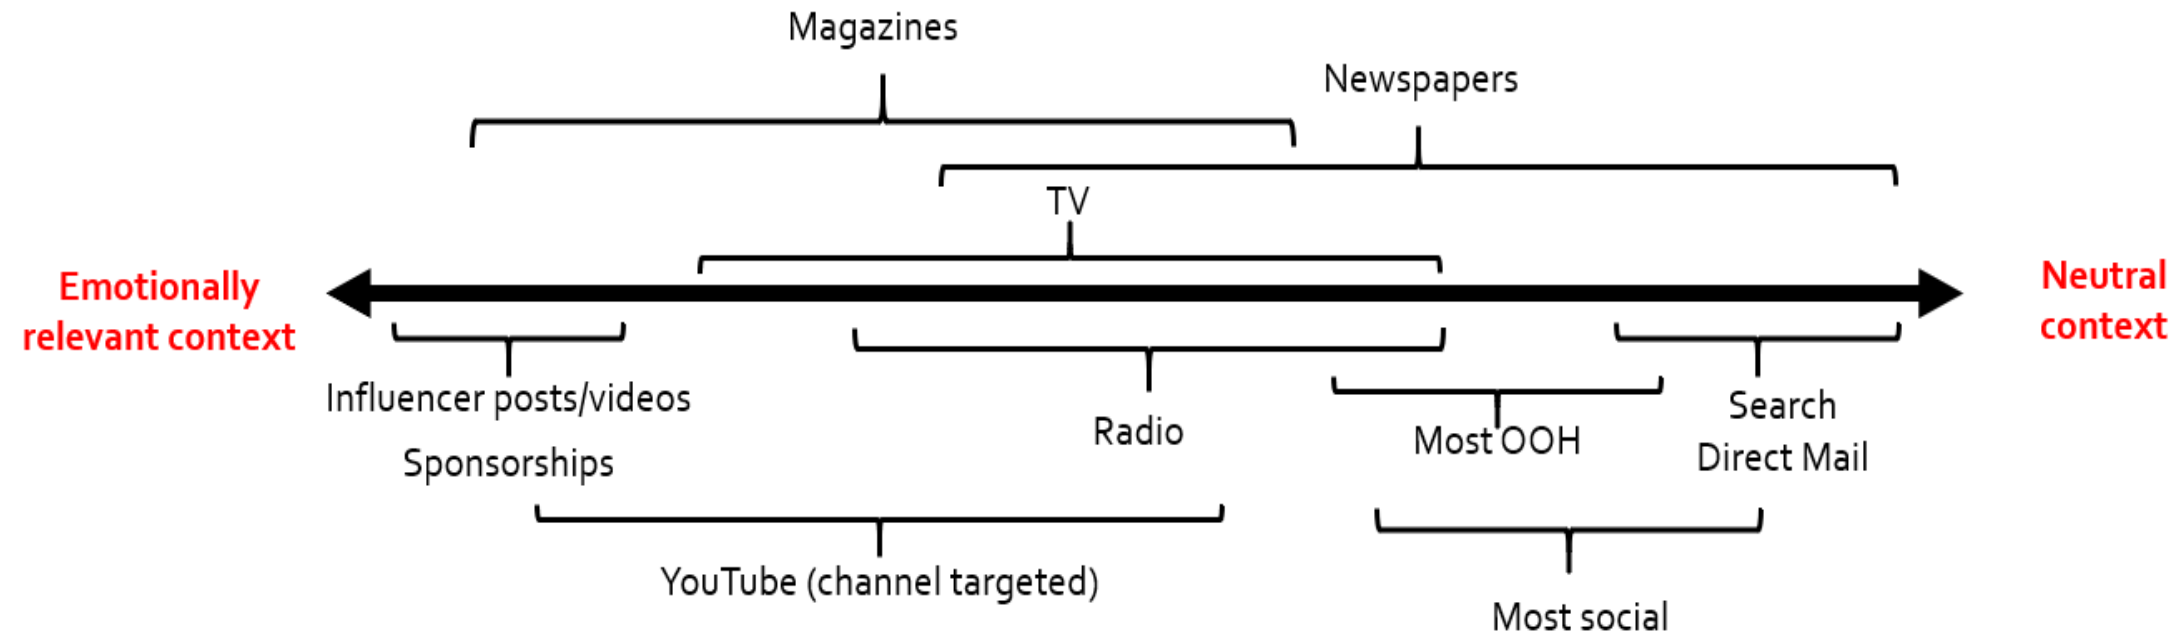 Magazines
Newspapers
TV
Emotionally
relevant context
Neutral
context
Influencer posts/videos
Sponsorships
Radio
Most OOH
Search
Direct Mail
YouTube (channel targeted)
Most social